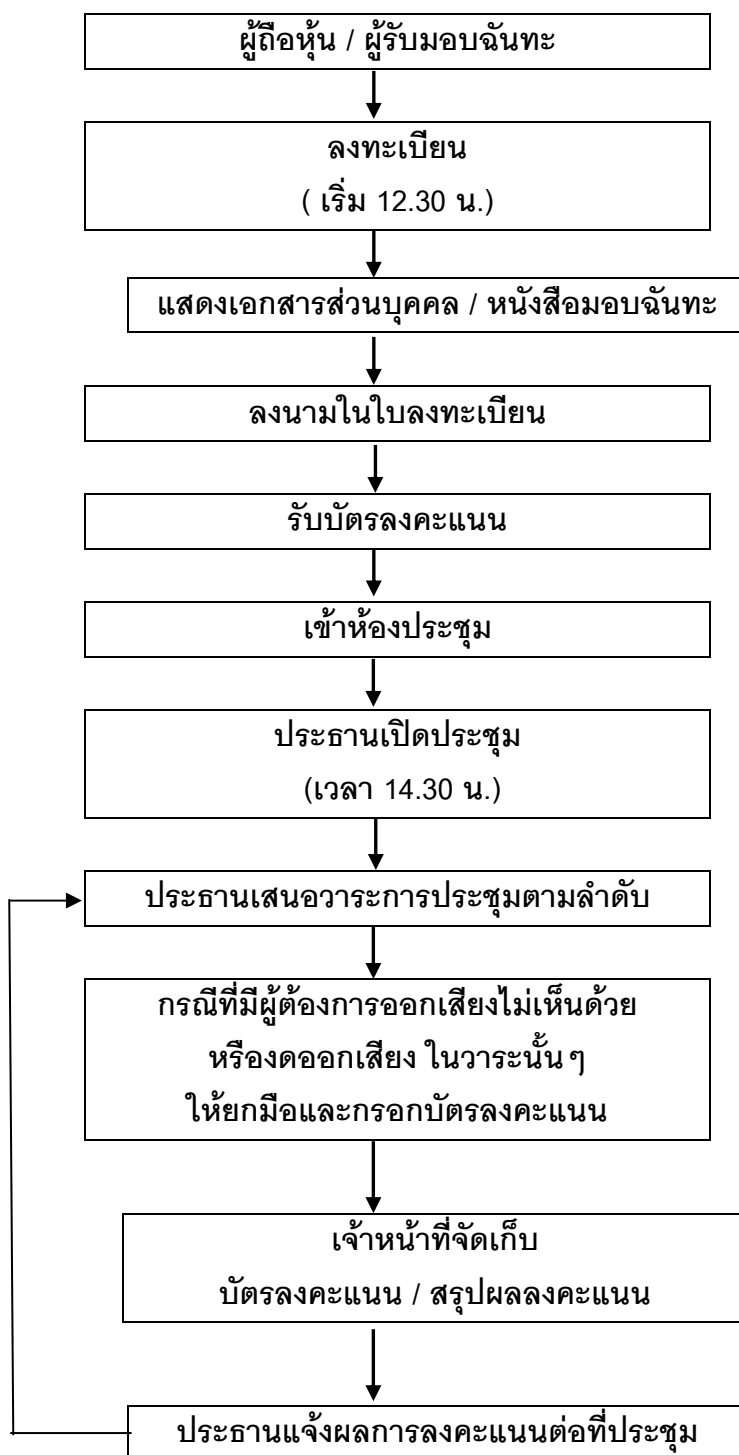 ผู้ถือหุ้น / ผู้รับมอบฉันทะ
ลงทะเบียน
( เริ่ม 12.30 น.)
แสดงเอกสารส่วนบุคคล / หนังสือมอบฉันทะ
ลงนามในใบลงทะเบียน
รับบัตรลงคะแนน
เข้าห้องประชุม
ประธานเปิดประชุม
(เวลา 14.30 น.)
ประธานเสนอวาระการประชุมตามลำดับ
กรณีที่มีผู้ต้องการออกเสียงไม่เห็นด้วย
หรืองดออกเสียง ในวาระนั้นๆ
ให้ยกมือและกรอกบัตรลงคะแนน
เจ้าหน้าที่จัดเก็บ
บัตรลงคะแนน / สรุปผลลงคะแนน
ประธานแจ้งผลการลงคะแนนต่อที่ประชุม